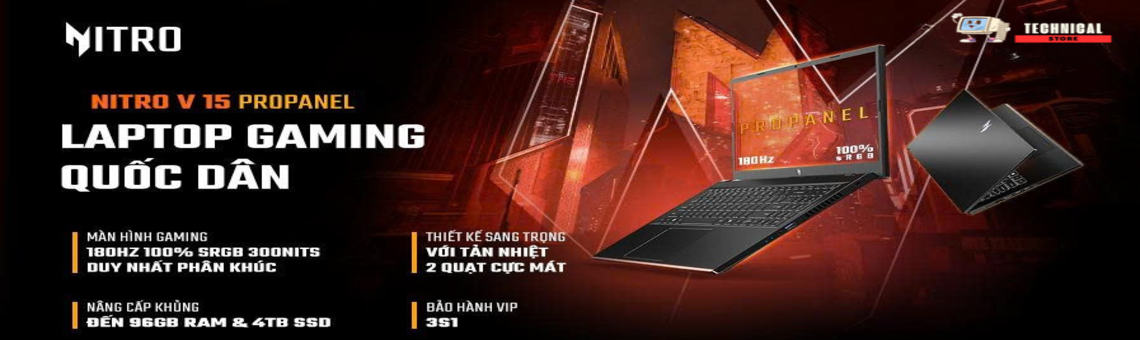 NITRO
TECHNICAL
STORE
NITRO V 15 PROPANEL
LAPTOP GAMING
QUỐC DÂN
PROPANEL
180Hz
100%
sRGB
MÀN HÌNH GAMING
180HZ 100% SRGB 300NITS
DUY NHẤT PHÂN KHÚC
THIẾT KẾ SANG TRỌNG
VỚI TẢN NHIỆT
2 QUẠT CỰC MÁT
NÂNG CẤP KHỦNG
ĐẾN 96GB RAM & 4TB SSD
BẢO HÀNH VIP
3S1